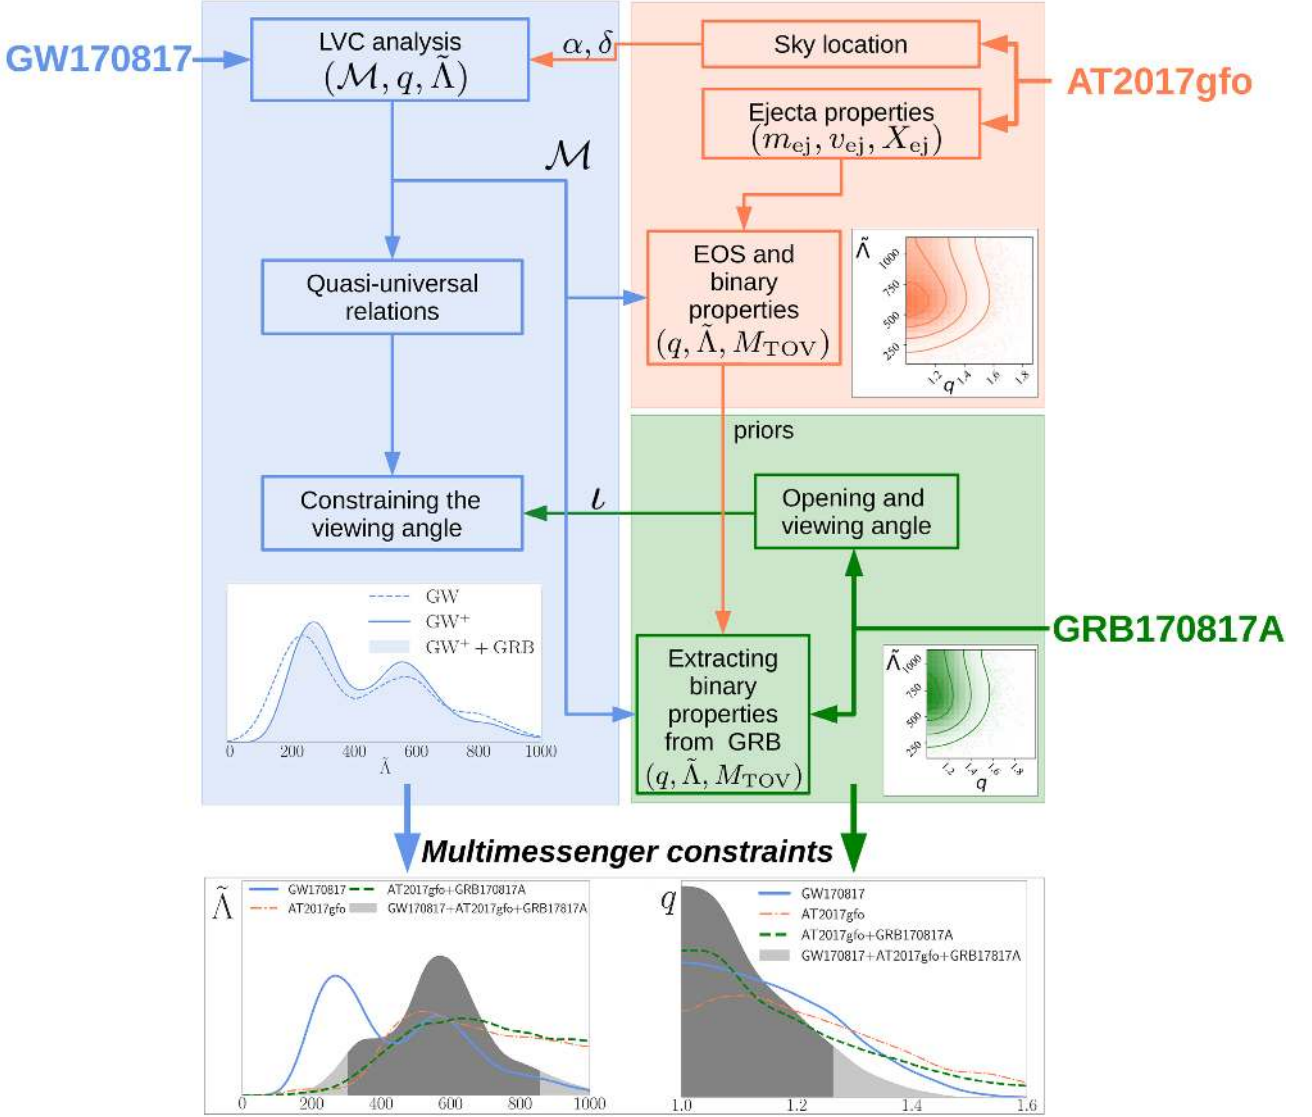 GW170817
LVC analysis
(ℳ, q, Λ̃)
α, δ
Sky location
AT2017gfo
Ejecta properties
(m_ej, v_ej, X_ej)
ℳ
Quasi-universal
relations
EOS and
binary
properties
(q, Λ̃, M_TOV)
Λ̃
1000
750
500
250
1.2
1.4
1.6
1.8
q
priors
Constraining the
viewing angle
ι
Opening and
viewing angle
GRB170817A
GW
GW⁺
GW⁺ + GRB
0 200 400 600 800 1000
Λ̃
Extracting
binary
properties
from GRB
(q, Λ̃, M_TOV)
Λ̃
1000
750
500
250
1.2
1.4
1.6
1.8
q
Multimessenger constraints
Λ̃
GW170817
AT2017gfo
AT2017gfo+GRB170817A
GW170817+AT2017gfo+GRB17817A
0 200 400 600 800 1000
q
GW170817
AT2017gfo
AT2017gfo+GRB170817A
GW170817+AT2017gfo+GRB17817A
1.0 1.2 1.4 1.6